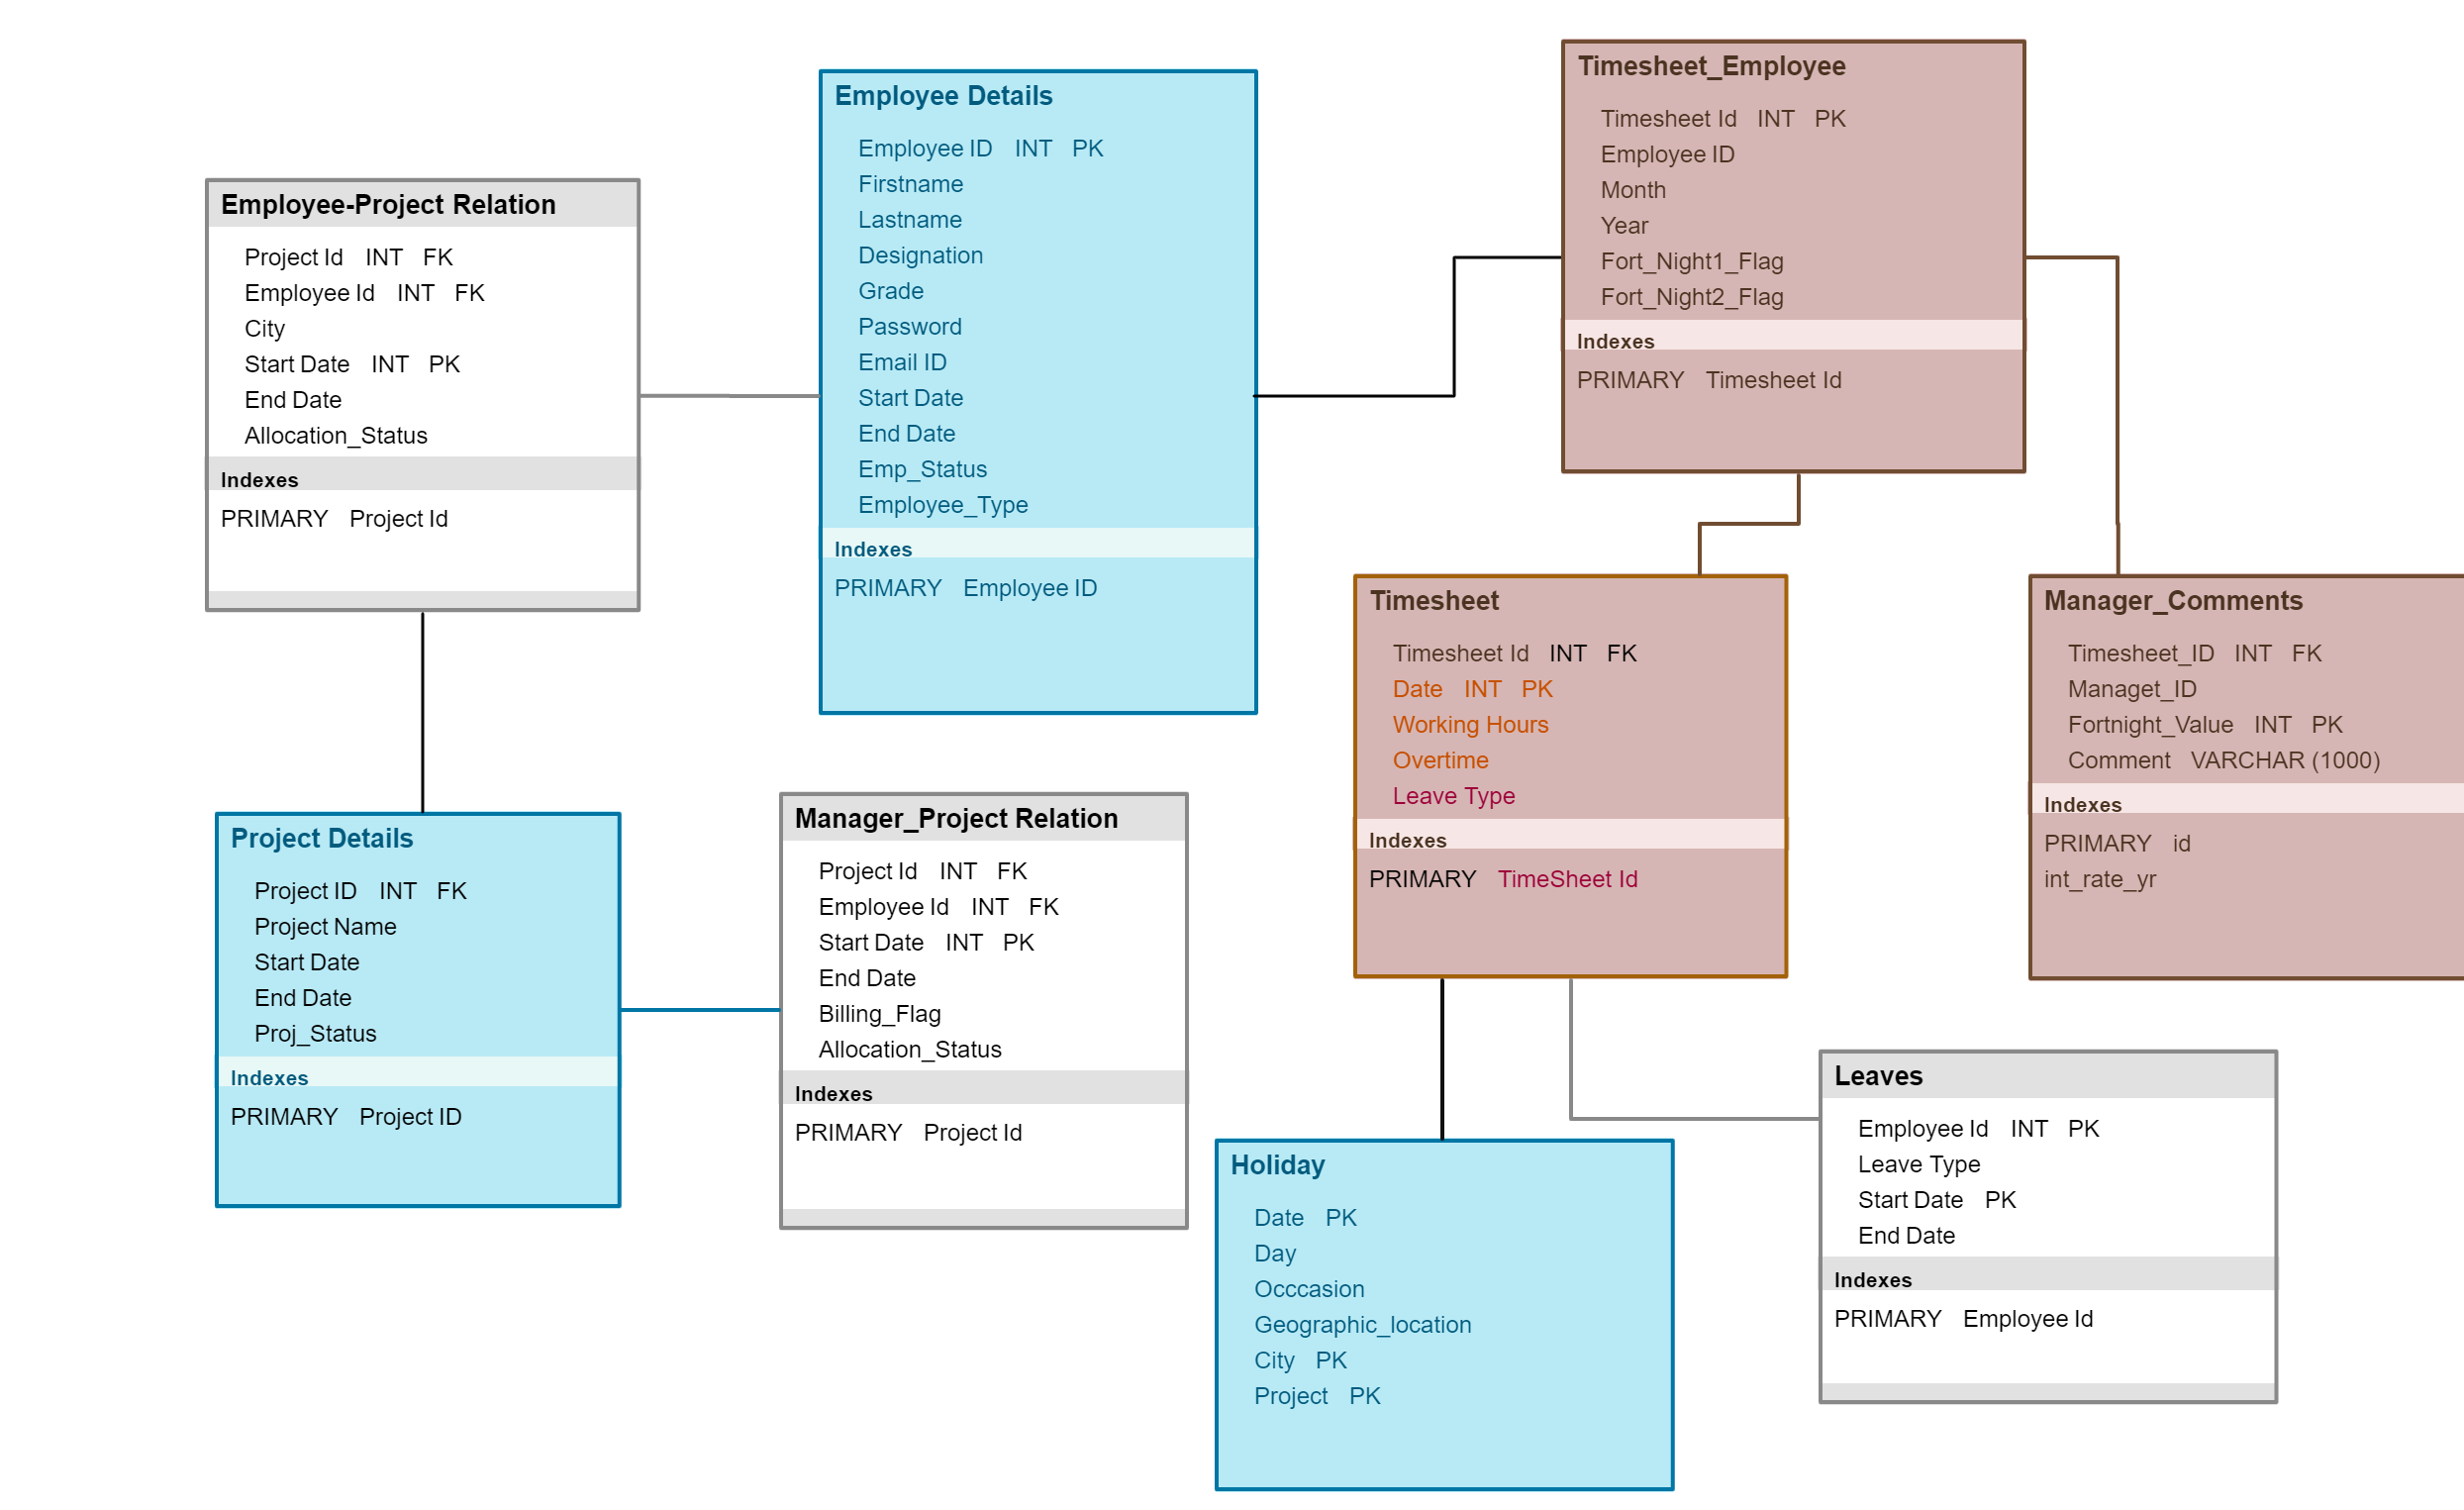 Employee-Project Relation
Project Id INT FK
Employee Id INT FK
City
Start Date INT PK
End Date
Allocation_Status
Indexes
PRIMARY Project Id
Employee Details
Employee ID INT PK
Firstname
Lastname
Designation
Grade
Password
Email ID
Start Date
End Date
Emp_Status
Employee_Type
Indexes
PRIMARY Employee ID
Timesheet_Employee
Timesheet Id INT PK
Employee ID
Month
Year
Fort_Night1_Flag
Fort_Night2_Flag
Indexes
PRIMARY Timesheet Id
Timesheet
Timesheet Id INT FK
Date INT PK
Working Hours
Overtime
Leave Type
Indexes
PRIMARY TimeSheet Id
Manager_Comments
Timesheet_ID INT FK
Managet_ID
Fortnight_Value INT PK
Comment VARCHAR (1000)
Indexes
PRIMARY id
int_rate_yr
Project Details
Project ID INT FK
Project Name
Start Date
End Date
Proj_Status
Indexes
PRIMARY Project ID
Manager_Project Relation
Project Id INT FK
Employee Id INT FK
Start Date INT PK
End Date
Billing_Flag
Allocation_Status
Indexes
PRIMARY Project Id
Holiday
Date PK
Day
Occcasion
Geographic_location
City PK
Project PK
Leaves
Employee Id INT PK
Leave Type
Start Date PK
End Date
Indexes
PRIMARY Employee Id